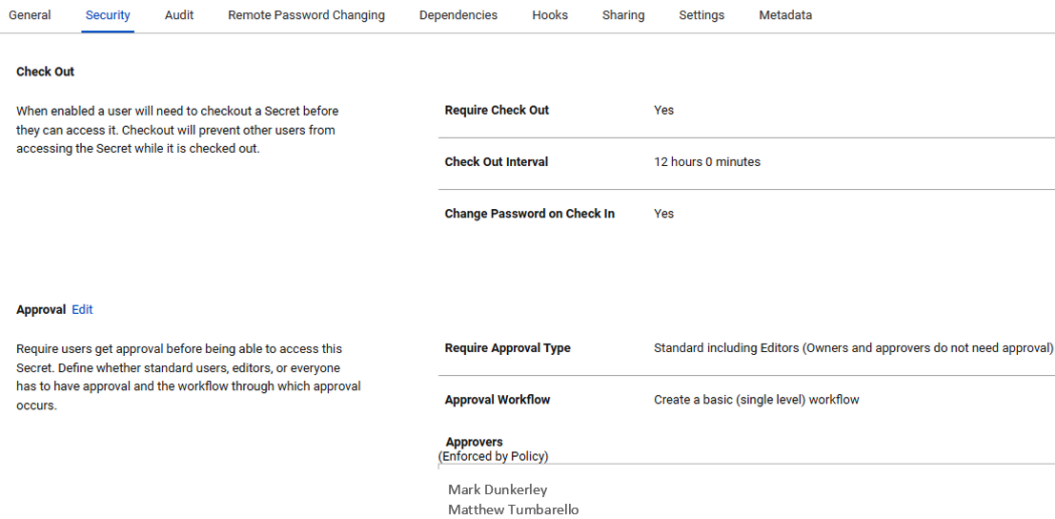 General Security Audit Remote Password Changing Dependencies Hooks Sharing Settings Metadata
Check Out
When enabled a user will need to checkout a Secret before
they can access it. Checkout will prevent other users from
accessing the Secret while it is checked out.
Require Check Out Yes
Check Out Interval 12 hours 0 minutes
Change Password on Check In Yes
Approval Edit
Require users get approval before being able to access this
Secret. Define whether standard users, editors, or everyone
has to have approval and the workflow through which approval
occurs.
Require Approval Type Standard including Editors (Owners and approvers do not need approval)
Approval Workflow Create a basic (single level) workflow
Approvers
(Enforced by Policy)
Mark Dunkerley
Matthew Tumbarello